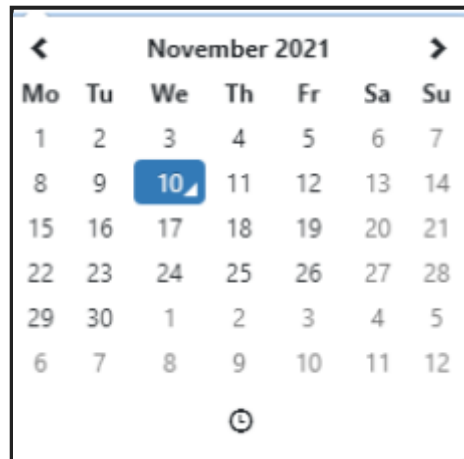 November 2021
Mo Tu We Th Fr Sa Su
1 2 3 4 5 6 7
8 9 10 11 12 13 14
15 16 17 18 19 20 21
22 23 24 25 26 27 28
29 30 1 2 3 4 5
6 7 8 9 10 11 12